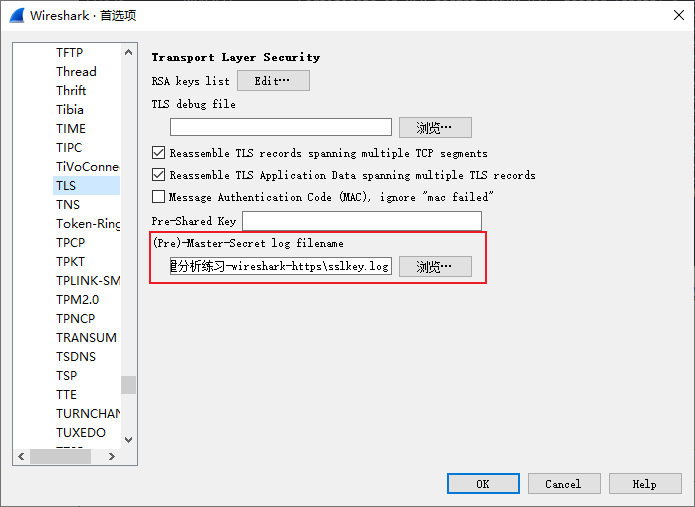 Wireshark · 首选项
TFTP
Thread
Thrift
Tibia
TIME
TIPC
TiVoConne
TLS
TNS
Token-Ring
TPCP
TPKT
TPLINK-SM
TPM2.0
TPNCP
TRANSUM
TSDNS
TSP
TTE
TURNCHAN
TUXEDO
Transport Layer Security
RSA keys list Edit…
TLS debug file
浏览…
Reassemble TLS records spanning multiple TCP segments
Reassemble TLS Application Data spanning multiple TLS records
Message Authentication Code (MAC), ignore "mac failed"
Pre-Shared Key
(Pre)-Master-Secret log filename
分析练习-wireshark-https\sslkey.log 浏览…
OK Cancel Help